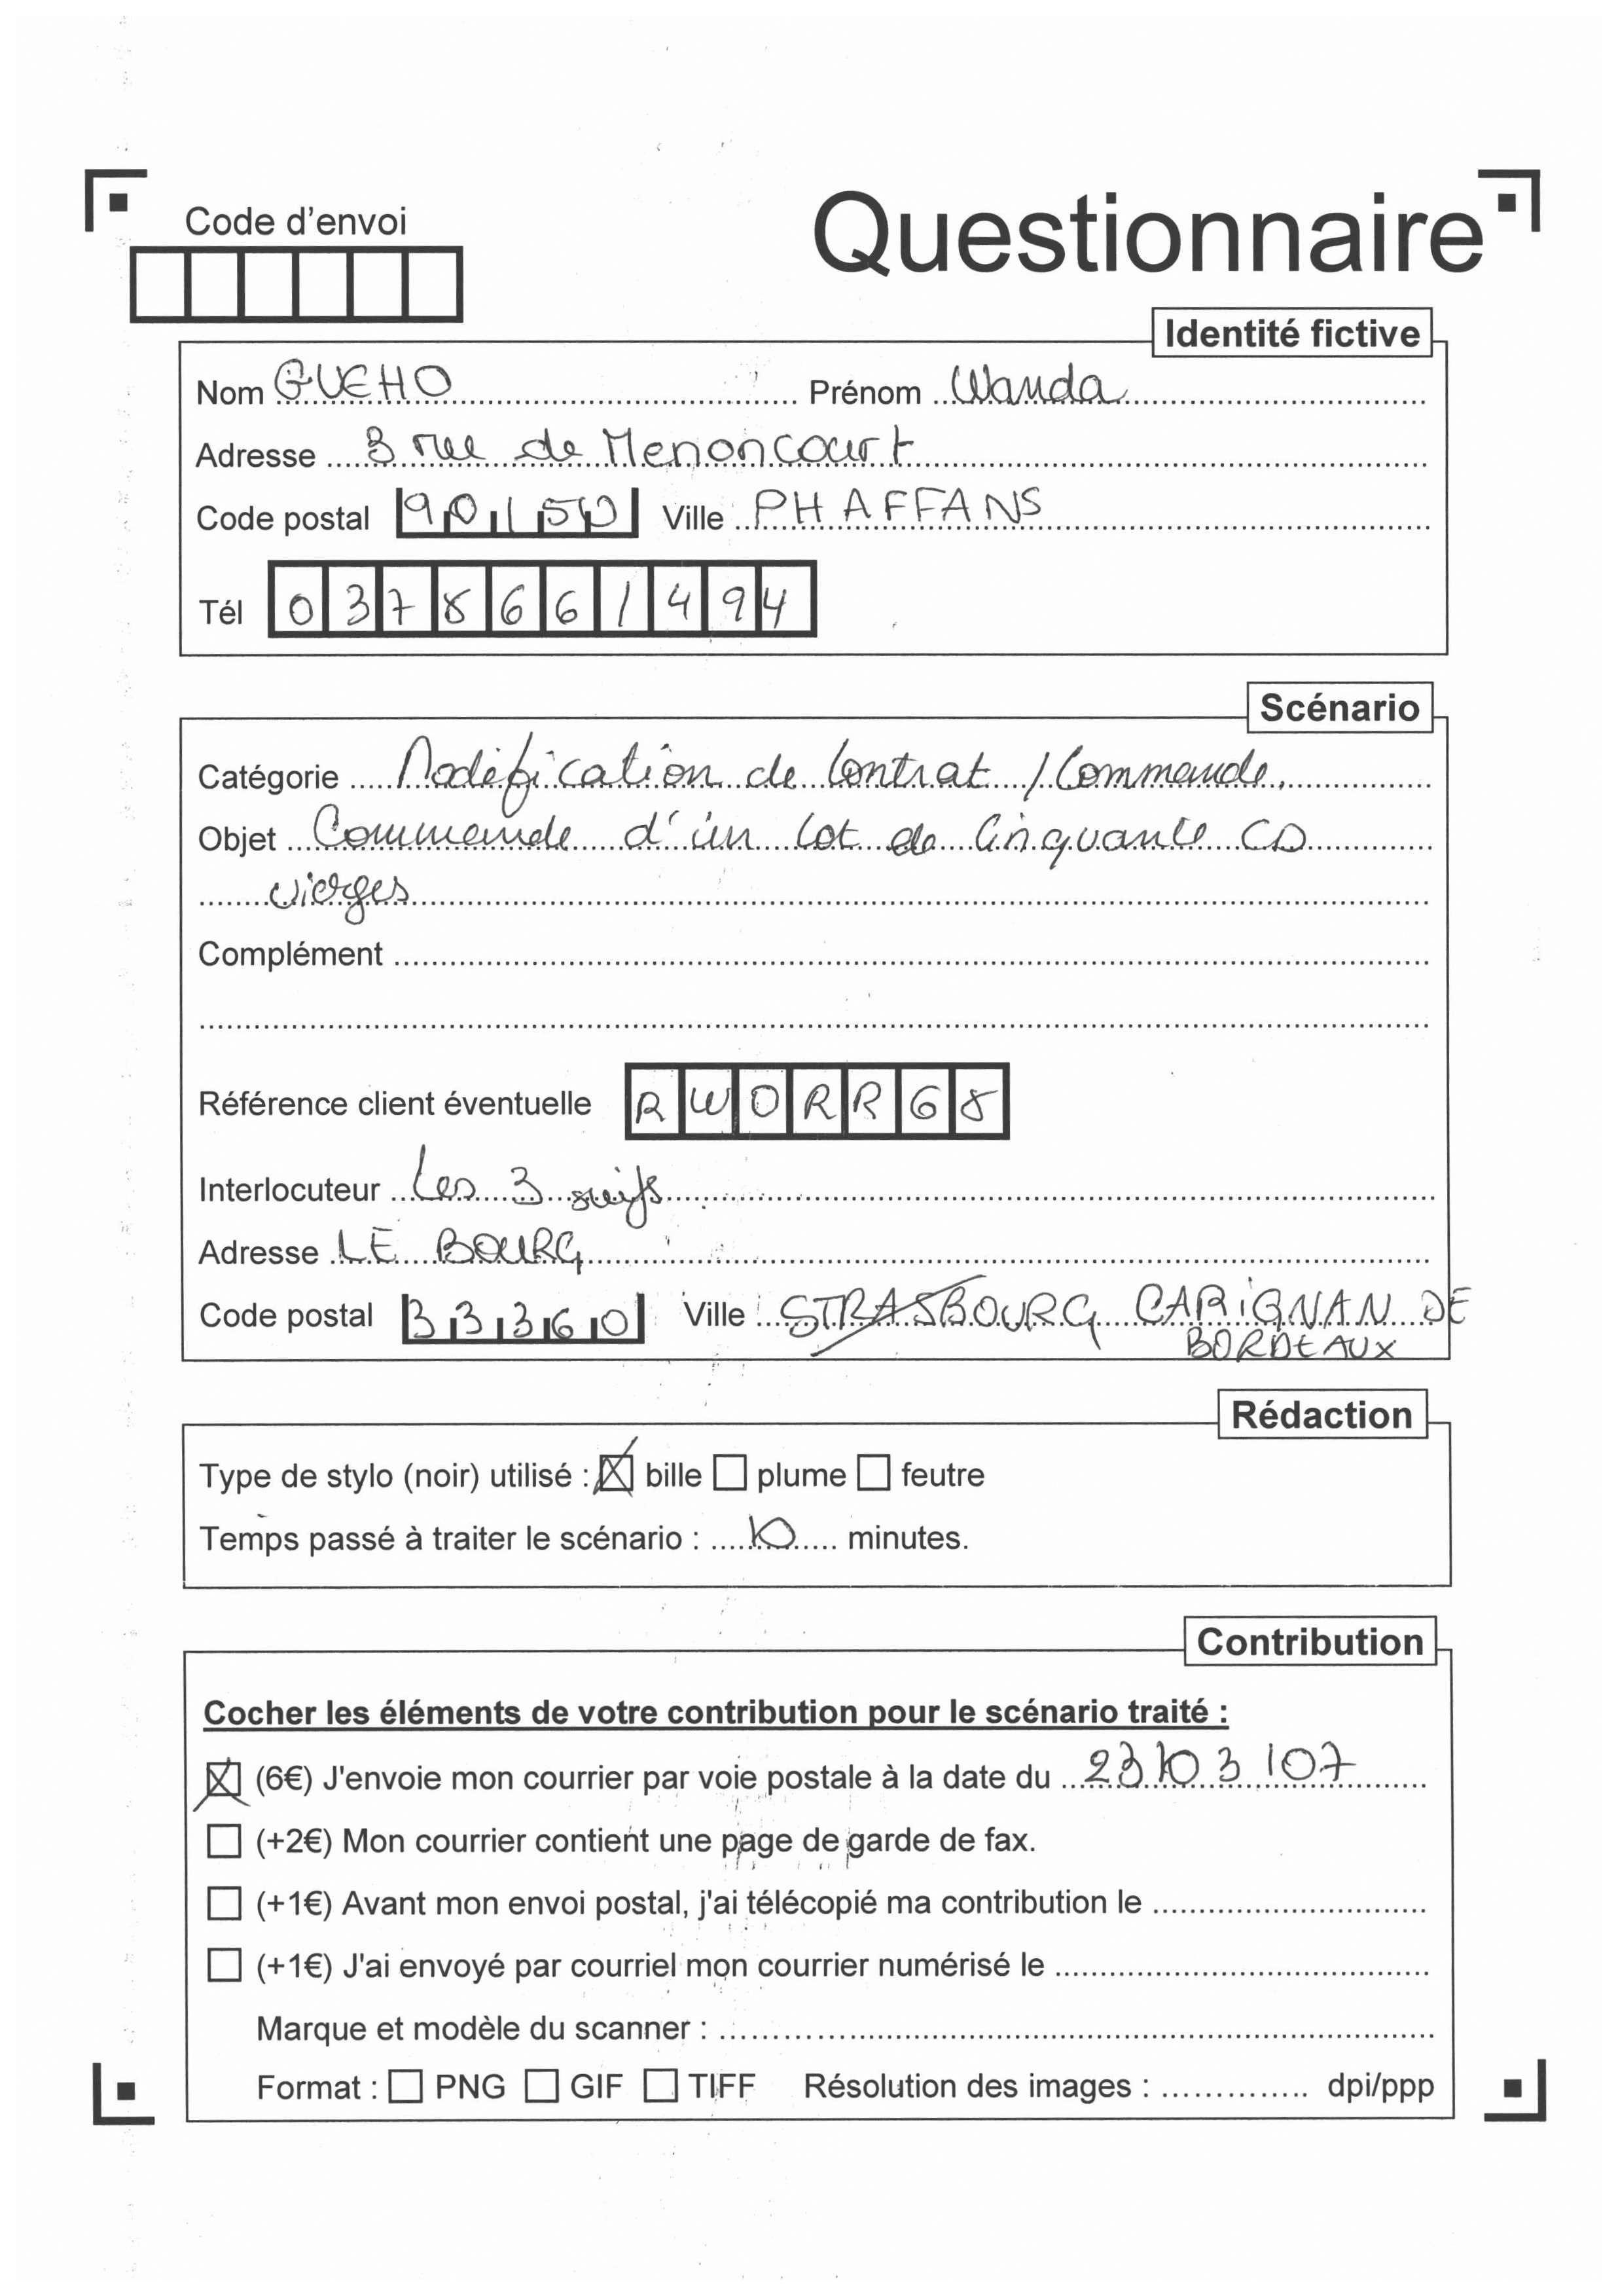 Code d'envoi
Questionnaire
Identité fictive
Nom GUEHO Prénom Wanda
Adresse 3 rue de Menoncourt
Code postal 90150 Ville PHAFFANS
Tél 0378661494
Scénario
Catégorie Modification de Contrat / Commande.
Objet Commande d'un lot de Cinquante CD
vierges
Complément
Référence client éventuelle RWORR68
Interlocuteur Les 3 suifs
Adresse LE BOURG
Code postal 33360 Ville STRASBOURG CARIGNAN DE
BORDEAUX
Rédaction
Type de stylo (noir) utilisé : bille plume feutre
Temps passé à traiter le scénario : 10 minutes.
Contribution
Cocher les éléments de votre contribution pour le scénario traité :
(6€) J'envoie mon courrier par voie postale à la date du 23/03/07
(+2€) Mon courrier contient une page de garde de fax.
(+1€) Avant mon envoi postal, j'ai télécopié ma contribution le
(+1€) J'ai envoyé par courriel mon courrier numérisé le
Marque et modèle du scanner :
Format : PNG GIF TIFF Résolution des images : dpi/ppp